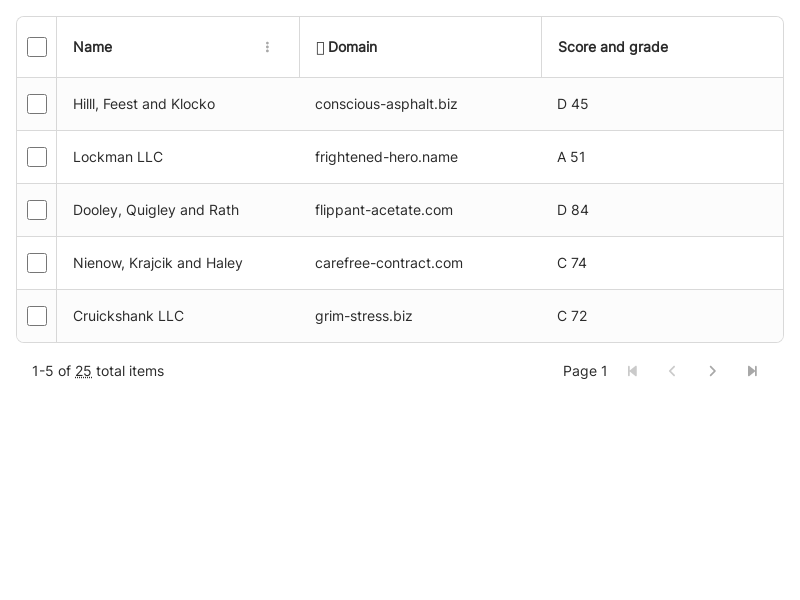 Name Domain Score and grade
Hilll, Feest and Klocko conscious-asphalt.biz D 45
Lockman LLC frightened-hero.name A 51
Dooley, Quigley and Rath flippant-acetate.com D 84
Nienow, Krajcik and Haley carefree-contract.com C 74
Cruickshank LLC grim-stress.biz C 72
1-5 of 25 total items Page 1